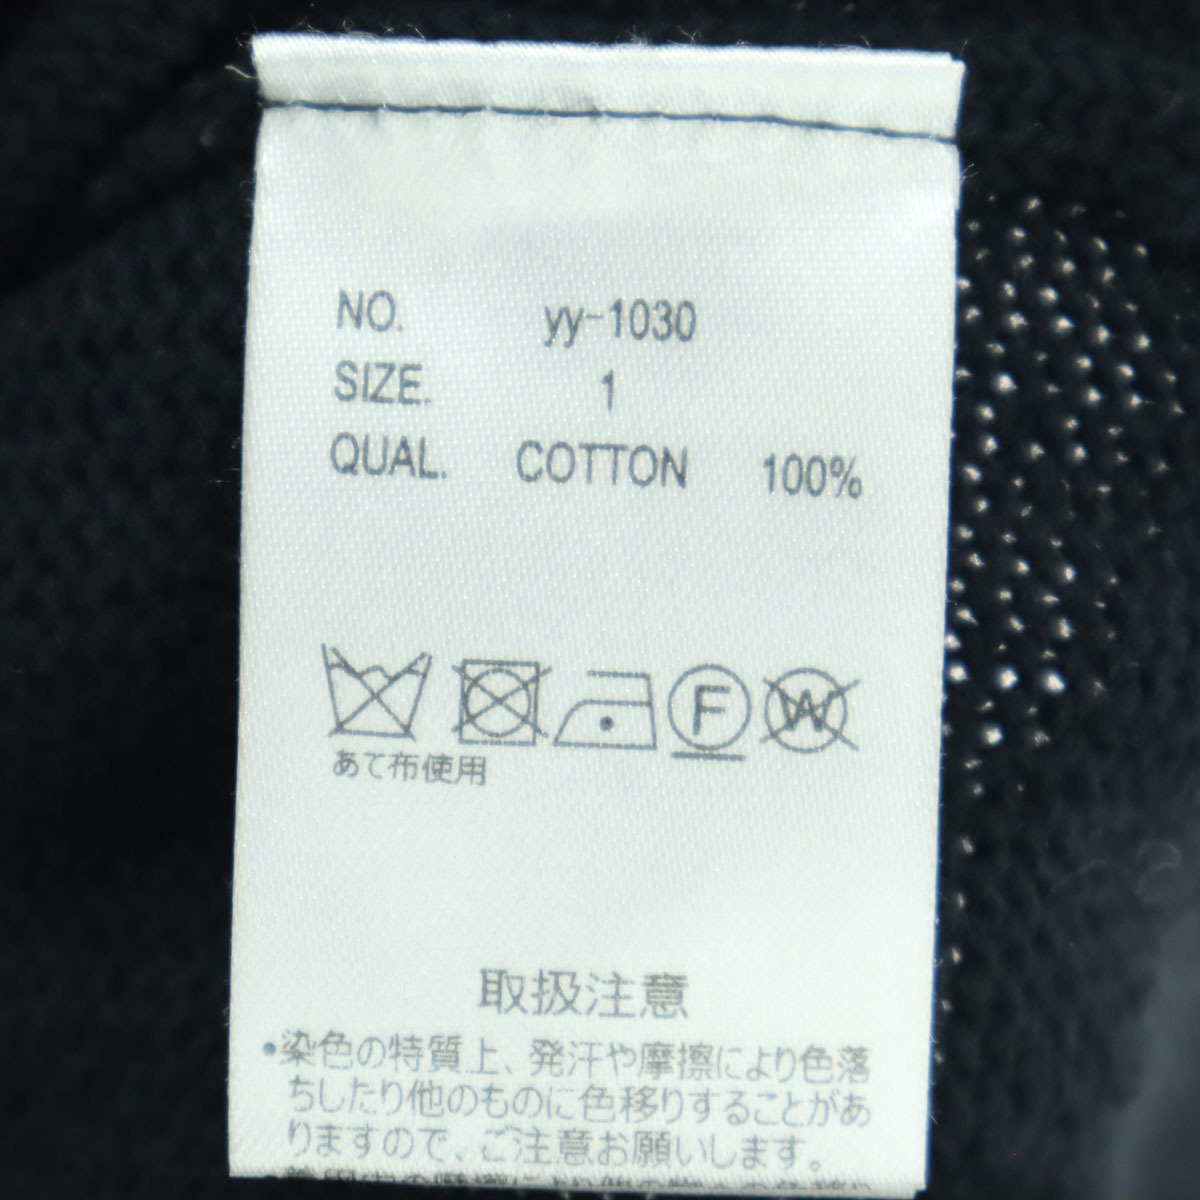 NO. yy-1030
SIZE. 1
QUAL. COTTON 100%
F W
あて布使用
取扱注意
•染色の特質上、発汗や摩擦により色落
ちしたり他のものに色移りすることがあ
りますので、ご注意お願いします。